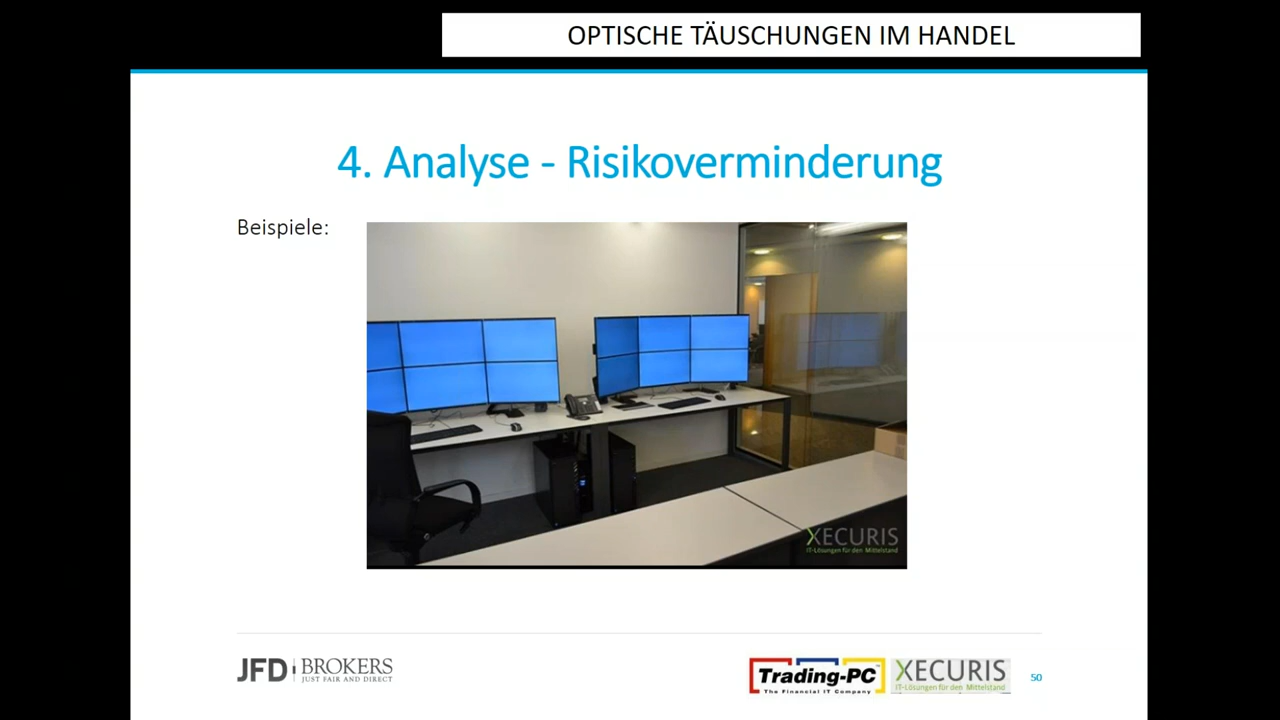 OPTISCHE TÄUSCHUNGEN IM HANDEL
4. Analyse - Risikoverminderung
Beispiele:
XECURIS
IT-Lösungen für den Mittelstand
JFD BROKERS
JUST FAIR AND DIRECT
Trading-PC™
The Financial IT Company
XECURIS
IT-Lösungen für den Mittelstand
50